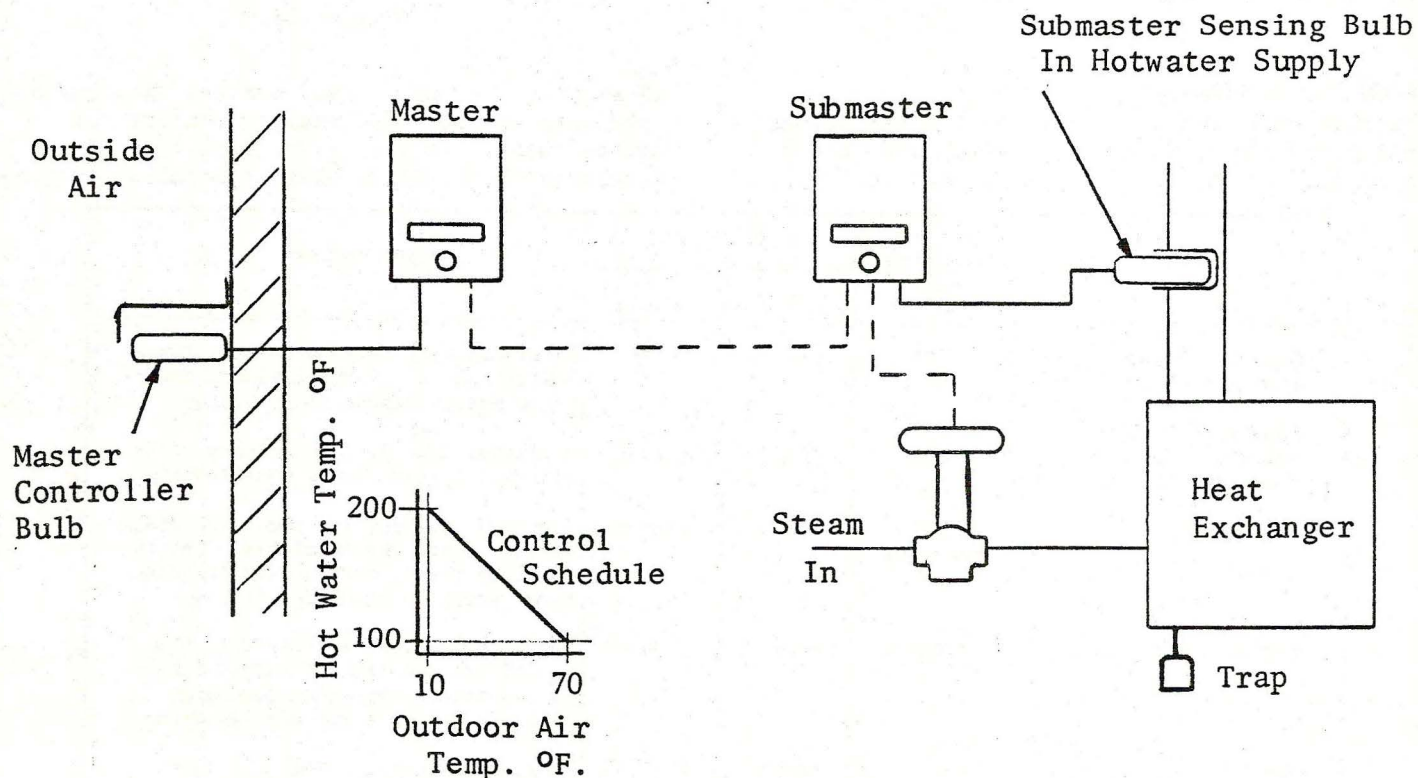 Submaster Sensing Bulb
In Hotwater Supply
Master
Submaster
Outside
Air
Master
Controller
Bulb
Hot Water Temp. °F
200
100
Control
Schedule
10
70
Outdoor Air
Temp. °F.
Steam
In
Heat
Exchanger
Trap